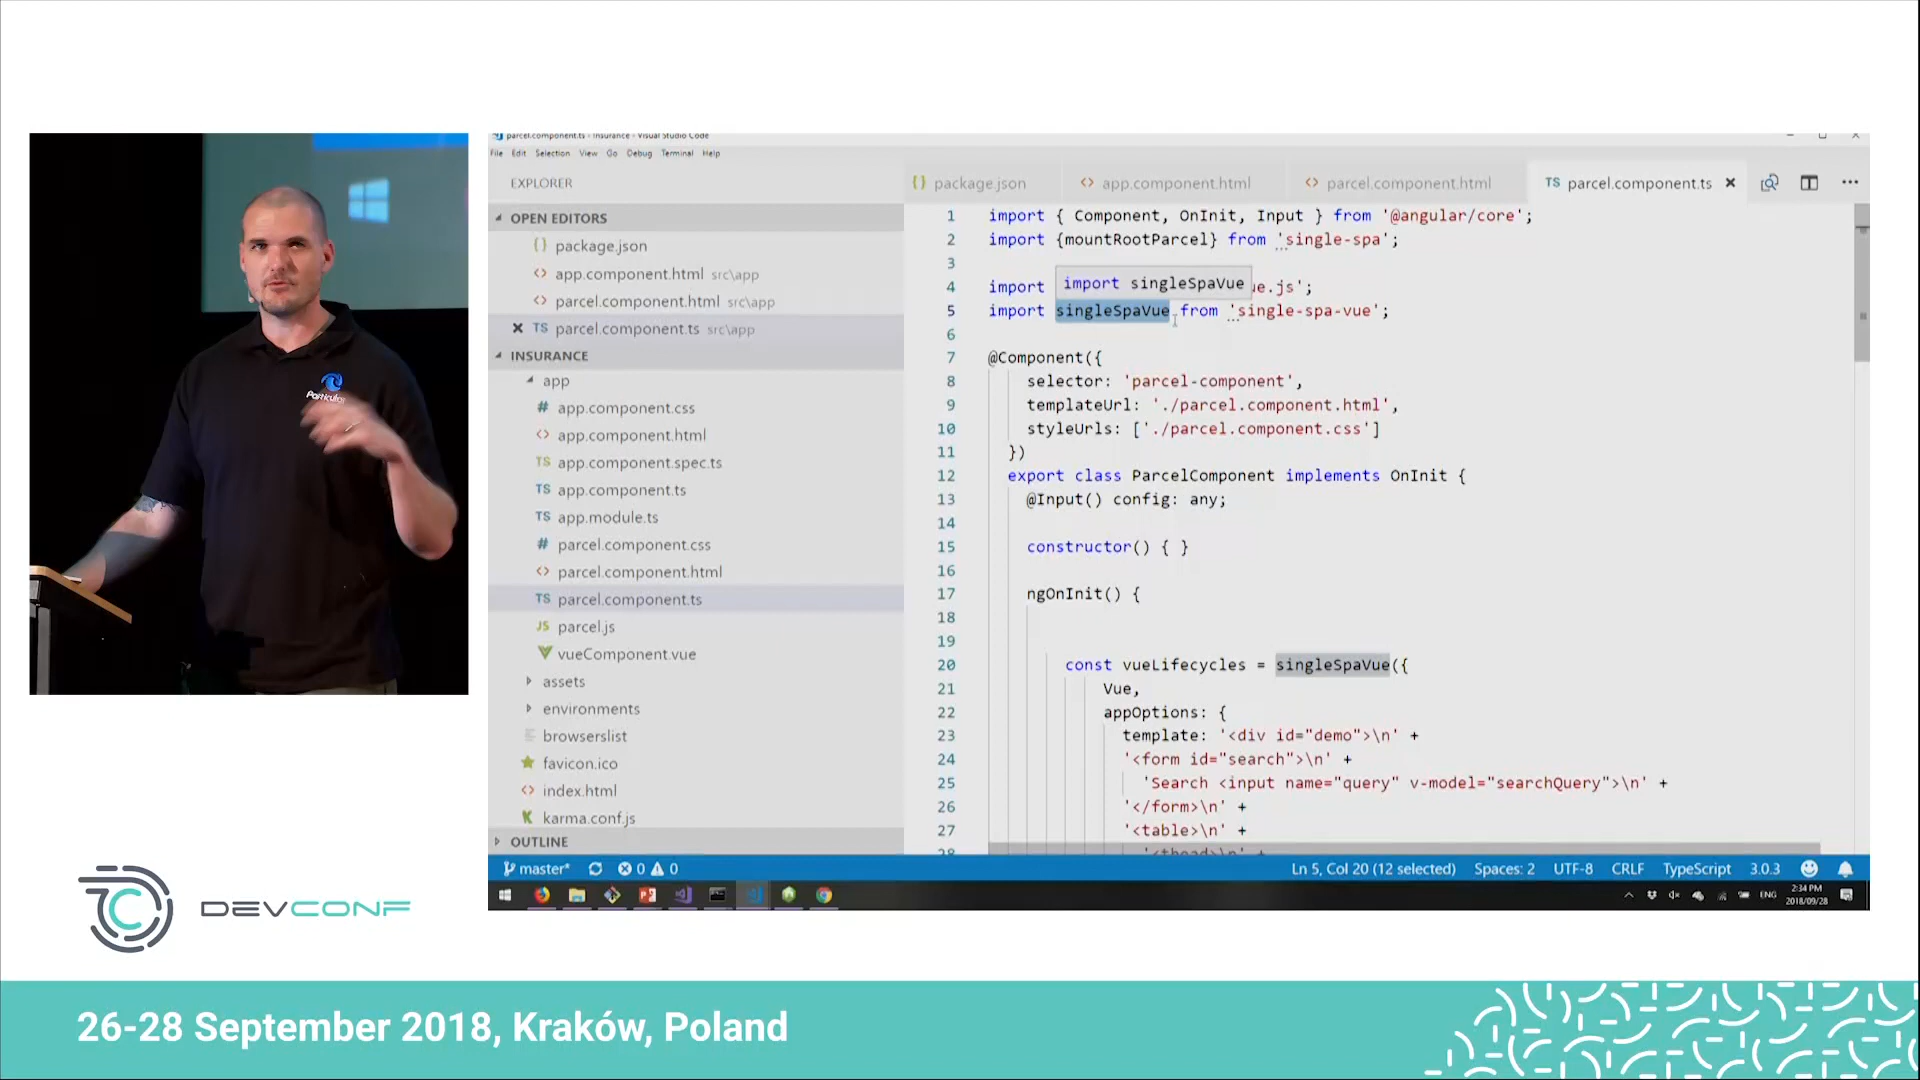 parcel.component.ts - Insurance - Visual Studio Code
File Edit Selection View Go Debug Terminal Help
EXPLORER
OPEN EDITORS
package.json
app.component.html src\app
parcel.component.html src\app
TS parcel.component.ts src\app
INSURANCE
app
# app.component.css
<> app.component.html
TS app.component.spec.ts
TS app.component.ts
TS app.module.ts
# parcel.component.css
<> parcel.component.html
TS parcel.component.ts
JS parcel.js
vueComponent.vue
assets
environments
browserslist
favicon.ico
<> index.html
karma.conf.js
OUTLINE
{} package.json <> app.component.html <> parcel.component.html TS parcel.component.ts
1 import { Component, OnInit, Input } from '@angular/core';
2 import {mountRootParcel} from 'single-spa';
3
import singleSpaVue
4 import ue.js';
5 import singleSpaVue from 'single-spa-vue';
6
7 @Component({
8 selector: 'parcel-component',
9 templateUrl: './parcel.component.html',
10 styleUrls: ['./parcel.component.css']
11 })
12 export class ParcelComponent implements OnInit {
13 @Input() config: any;
14
15 constructor() { }
16
17 ngOnInit() {
18
19
20 const vueLifecycles = singleSpaVue({
21 Vue,
22 appOptions: {
23 template: '<div id="demo">\n' +
24 '<form id="search">\n' +
25 'Search <input name="query" v-model="searchQuery">\n' +
26 '</form>\n' +
27 '<table>\n' +
28 '<thead>\n' +
master* 0 0 Ln 5, Col 20 (12 selected) Spaces: 2 UTF-8 CRLF TypeScript 3.0.3
ENG 2:34 PM
2018/09/28
Particular
DEVCONF
26-28 September 2018, Kraków, Poland